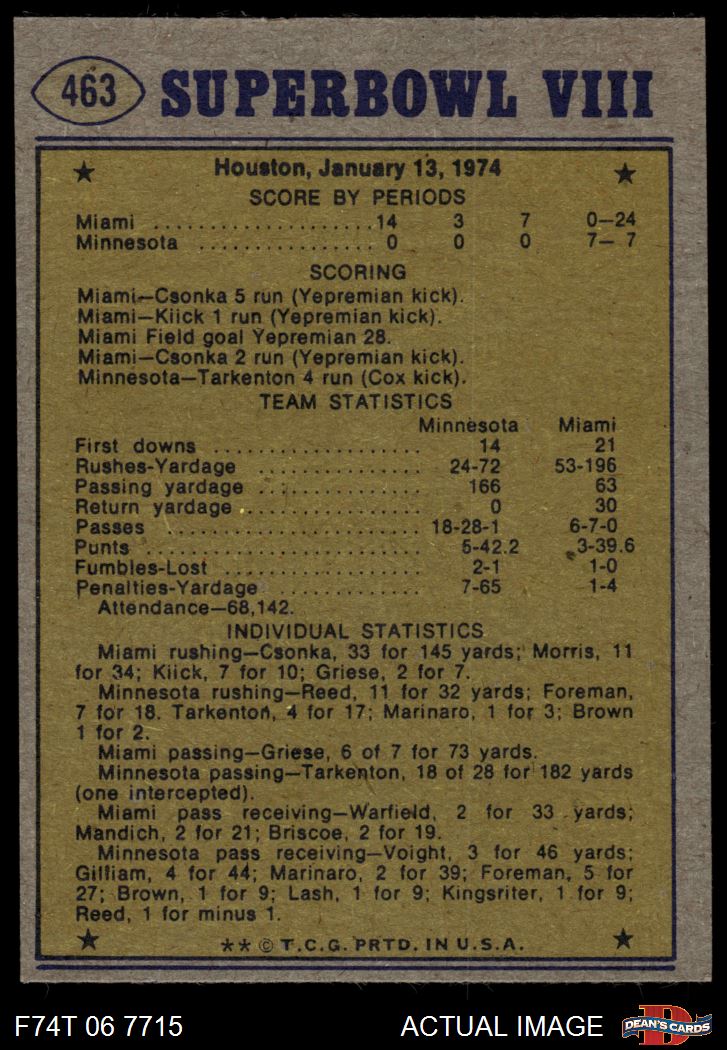 463 SUPERBOWL VIII
Houston, January 13, 1974
SCORE BY PERIODS
Miami ..................... 14 3 7 0—24
Minnesota ................. 0 0 0 7— 7
SCORING
Miami—Csonka 5 run (Yepremian kick).
Miami—Kiick 1 run (Yepremian kick).
Miami Field goal Yepremian 28.
Miami—Csonka 2 run (Yepremian kick).
Minnesota—Tarkenton 4 run (Cox kick).
TEAM STATISTICS
Minnesota Miami
First downs ................... 14 21
Rushes-Yardage ............... 24-72 53-196
Passing yardage ............... 166 63
Return yardage ................ 0 30
Passes ....................... 18-28-1 6-7-0
Punts ......................... 5-42.2 3-39.6
Fumbles-Lost .................. 2-1 1-0
Penalties-Yardage ............. 7-65 1-4
Attendance—68,142.
INDIVIDUAL STATISTICS
Miami rushing—Csonka, 33 for 145 yards; Morris, 11
for 34; Kiick, 7 for 10; Griese, 2 for 7.
Minnesota rushing—Reed, 11 for 32 yards; Foreman,
7 for 18. Tarkenton, 4 for 17; Marinaro, 1 for 3; Brown
1 for 2.
Miami passing—Griese, 6 of 7 for 73 yards.
Minnesota passing—Tarkenton, 18 of 28 for 182 yards
(one intercepted).
Miami pass receiving—Warfield, 2 for 33 yards;
Mandich, 2 for 21; Briscoe, 2 for 19.
Minnesota pass receiving—Voight, 3 for 46 yards;
Gilliam, 4 for 44; Marinaro, 2 for 39; Foreman, 5 for
27; Brown, 1 for 9; Lash, 1 for 9; Kingsriter, 1 for 9;
Reed, 1 for minus 1.
** © T.C.G. PRTD. IN U.S.A.
F74T 06 7715 ACTUAL IMAGE D DEAN'S CARDS